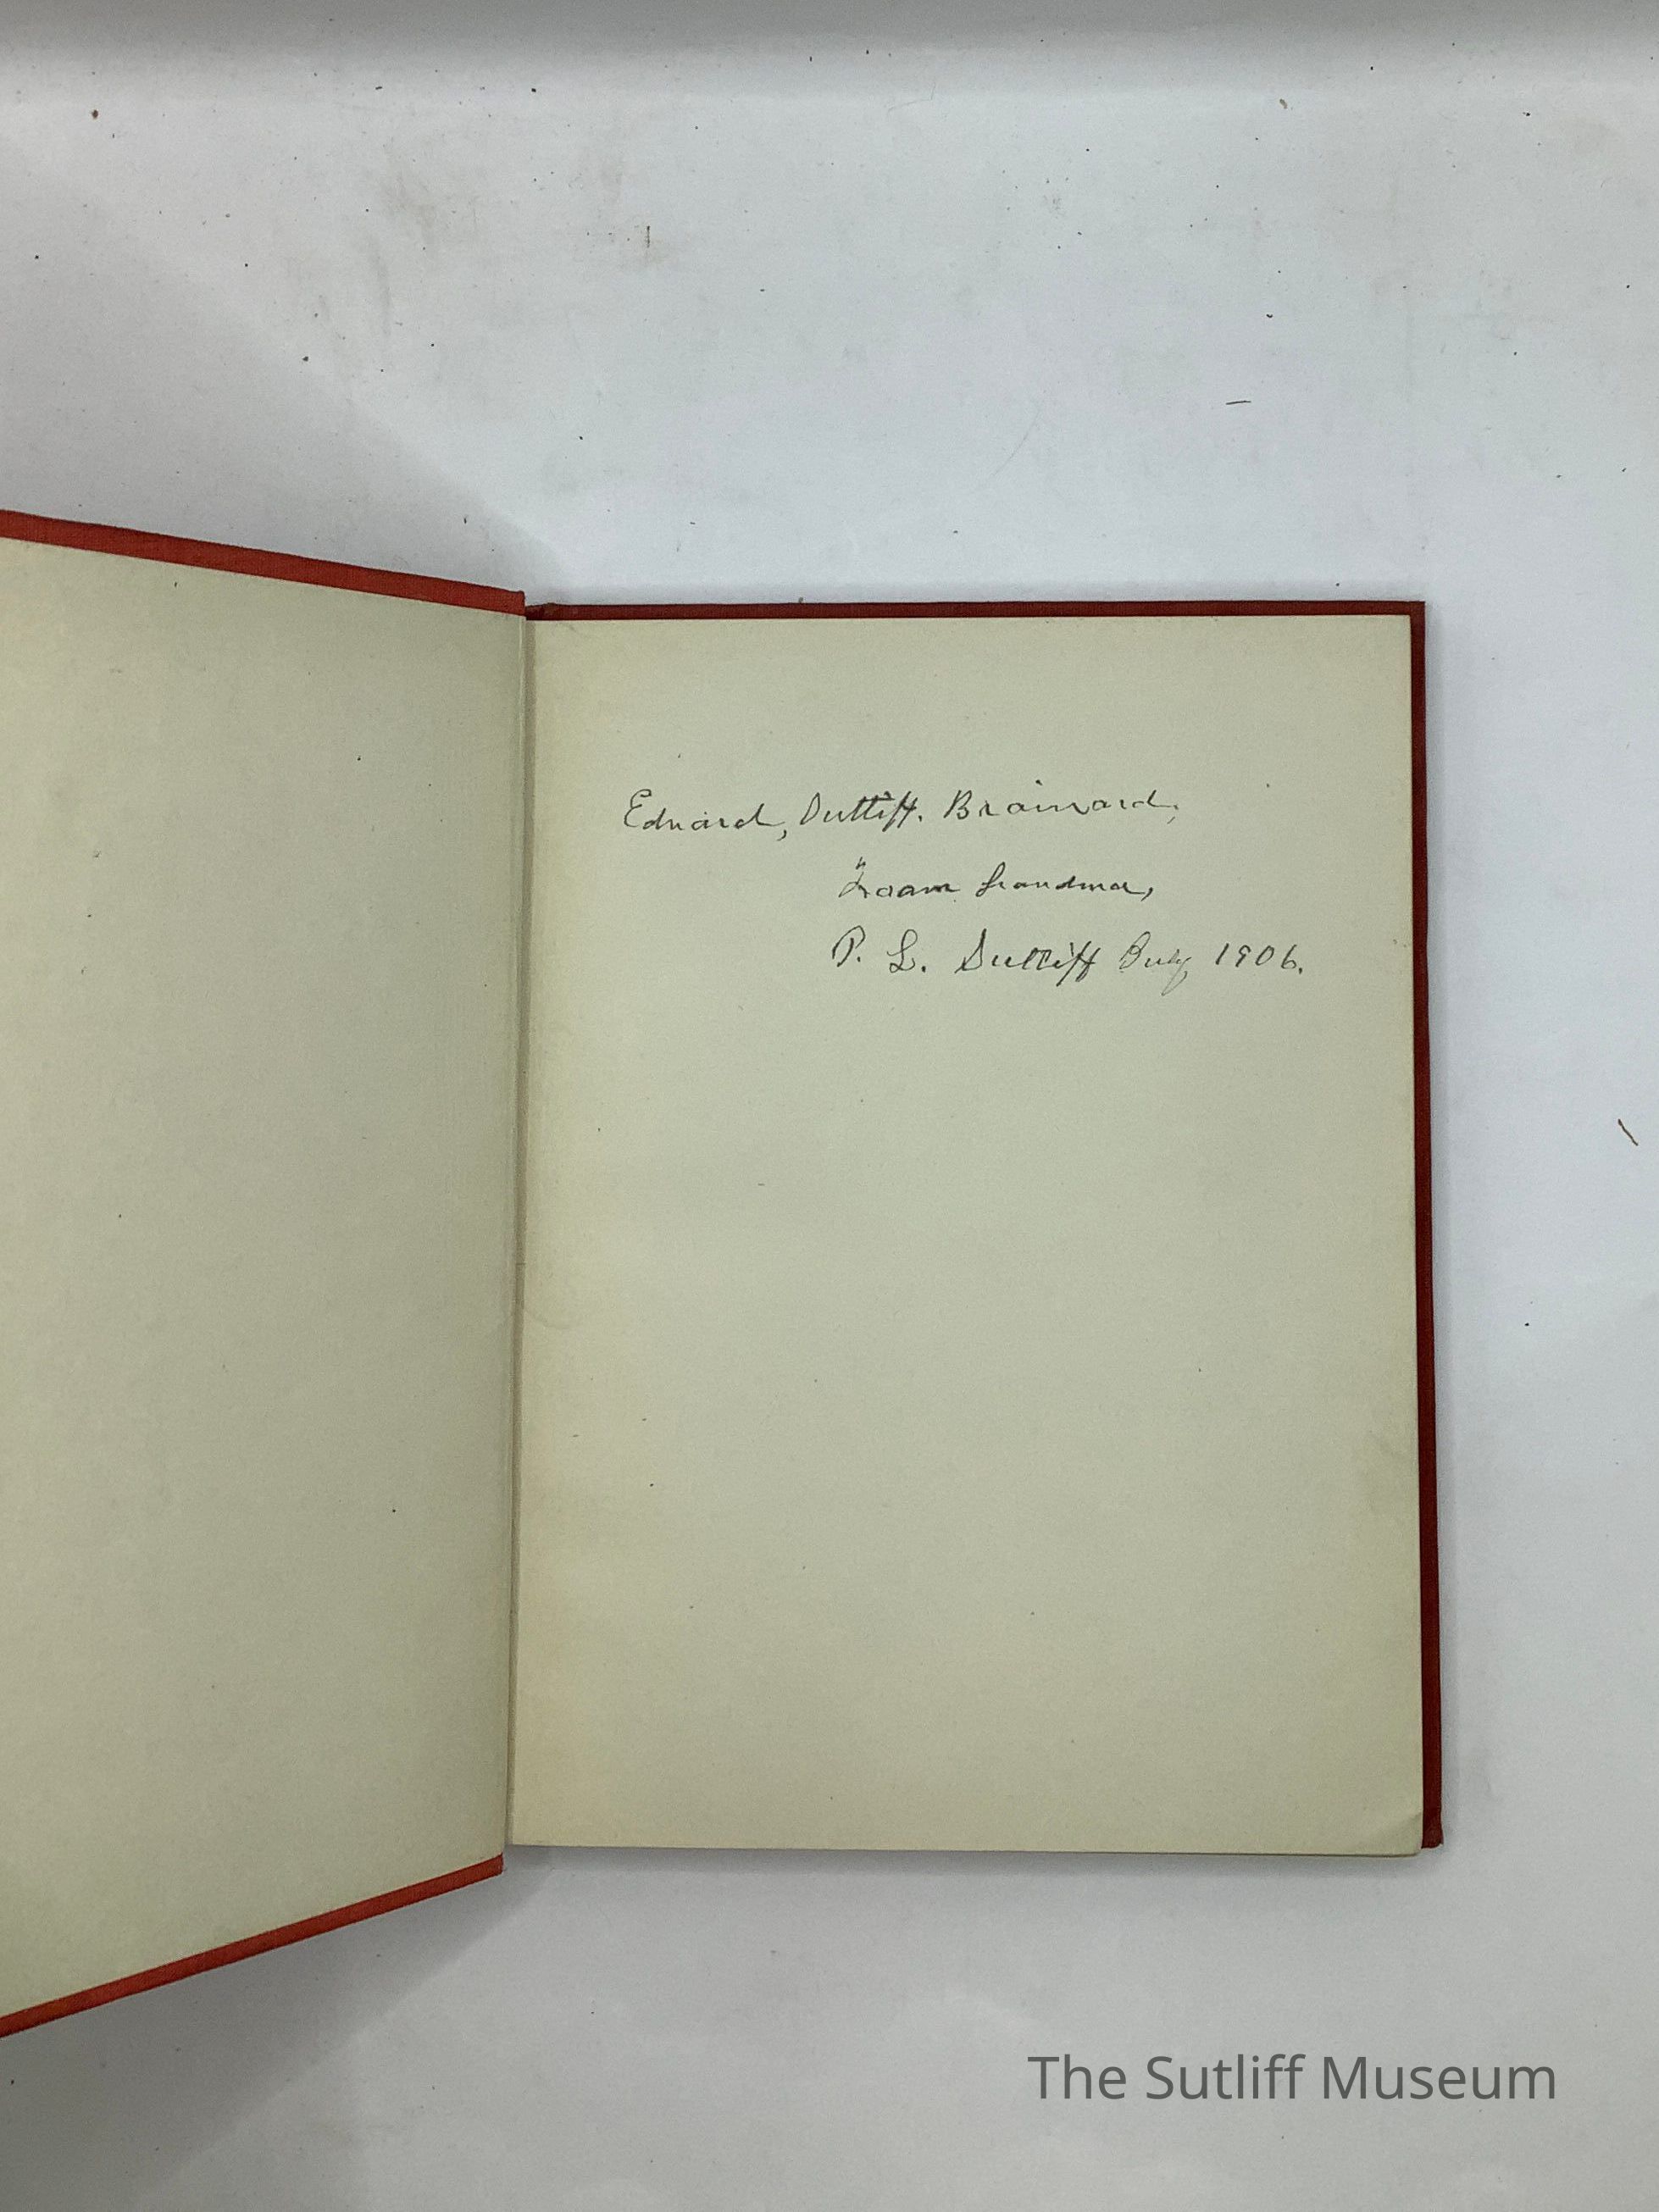 Edward, Sutliff. Brainard,
From Grandma,
P. L. Sutliff July 1906.
The Sutliff Museum